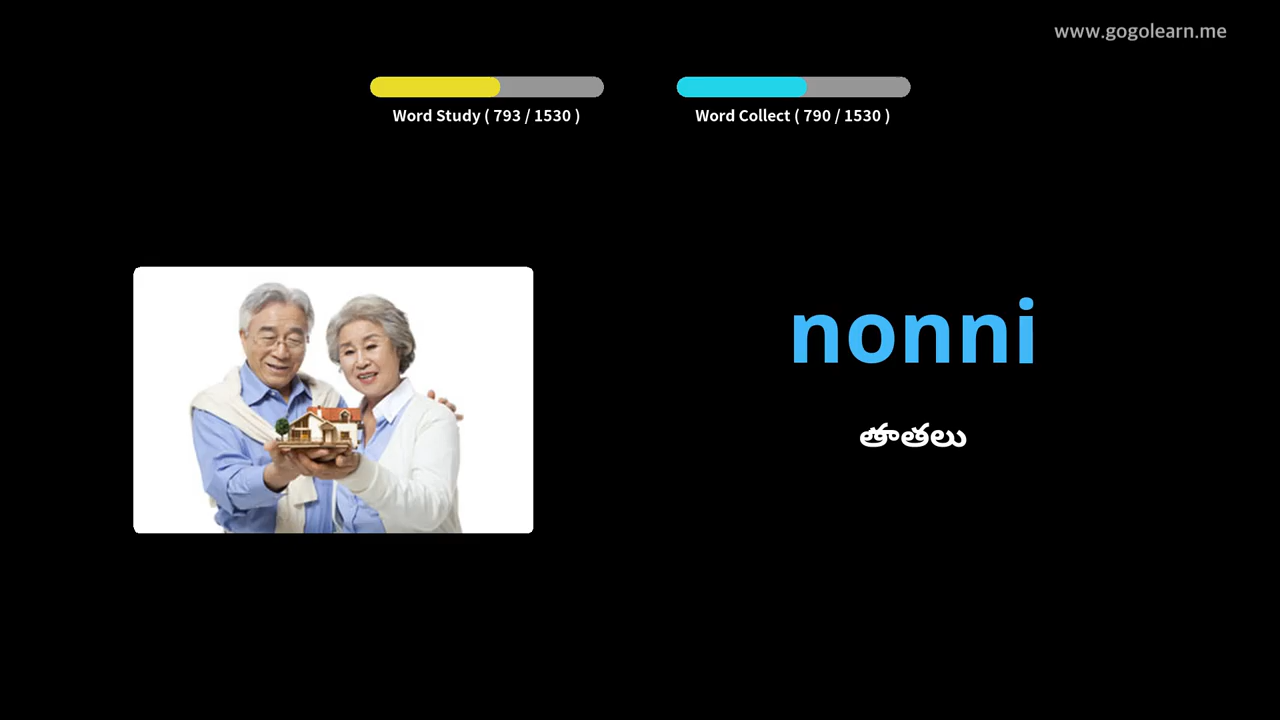 www.gogolearn.me
Word Study ( 793 / 1530 )
Word Collect ( 790 / 1530 )
nonni
తాతలు